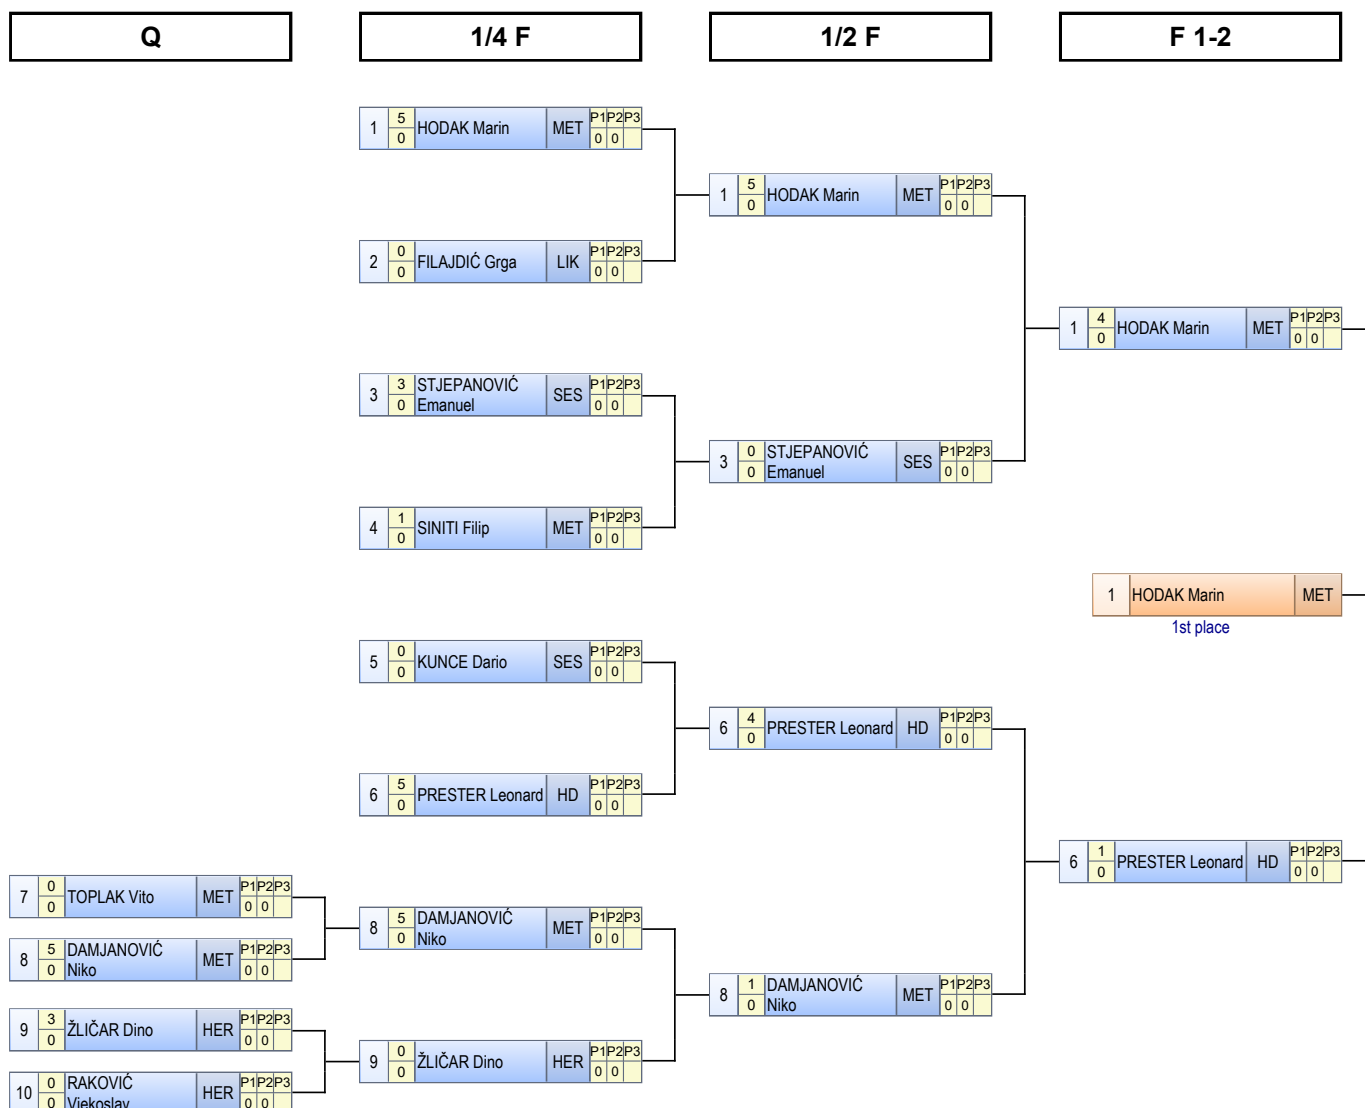 Q 1/4 F 1/2 F F 1-2
1 5 0 HODAK Marin MET P1 P2 P3 0 0
1 5 0 HODAK Marin MET P1 P2 P3 0 0
2 0 0 FILAJDIĆ Grga LIK P1 P2 P3 0 0
1 4 0 HODAK Marin MET P1 P2 P3 0 0
3 3 0 STJEPANOVIĆ
Emanuel SES P1 P2 P3 0 0
3 0 0 STJEPANOVIĆ
Emanuel SES P1 P2 P3 0 0
4 1 0 SINITI Filip MET P1 P2 P3 0 0
1 HODAK Marin MET
1st place
5 0 0 KUNCE Dario SES P1 P2 P3 0 0
6 4 0 PRESTER Leonard HD P1 P2 P3 0 0
6 5 0 PRESTER Leonard HD P1 P2 P3 0 0
6 1 0 PRESTER Leonard HD P1 P2 P3 0 0
7 0 0 TOPLAK Vito MET P1 P2 P3 0 0
8 5 0 DAMJANOVIĆ
Niko MET P1 P2 P3 0 0
8 5 0 DAMJANOVIĆ
Niko MET P1 P2 P3 0 0
8 1 0 DAMJANOVIĆ
Niko MET P1 P2 P3 0 0
9 3 0 ŽLIČAR Dino HER P1 P2 P3 0 0
9 0 0 ŽLIČAR Dino HER P1 P2 P3 0 0
10 0 0 RAKOVIĆ
Vjekoslav HER P1 P2 P3 0 0